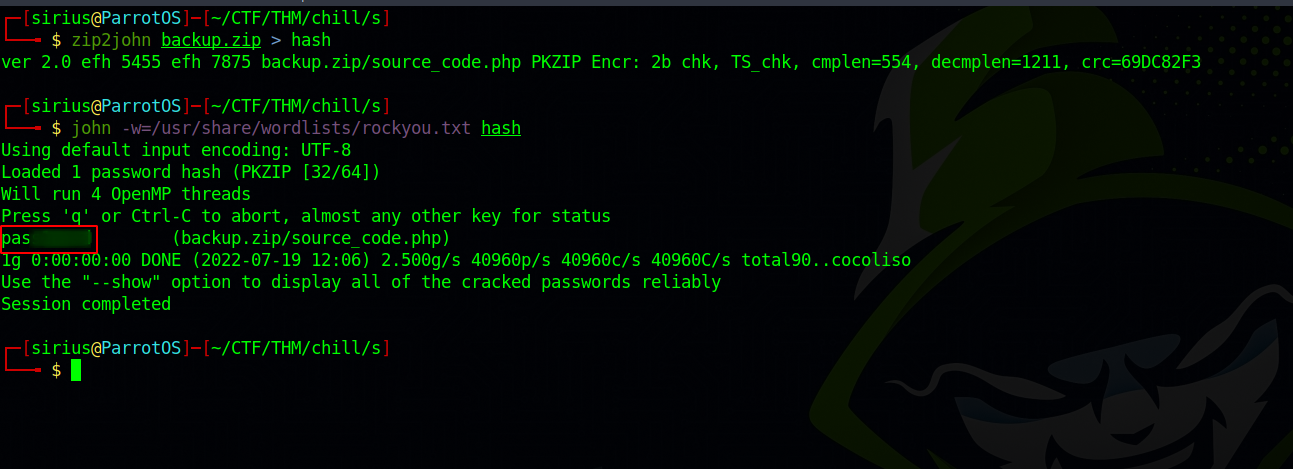 ┌─[sirius@ParrotOS]─[~/CTF/THM/chill/s]
└──╼ $ zip2john backup.zip > hash
ver 2.0 efh 5455 efh 7875 backup.zip/source_code.php PKZIP Encr: 2b chk, TS_chk, cmplen=554, decmplen=1211, crc=69DC82F3
┌─[sirius@ParrotOS]─[~/CTF/THM/chill/s]
└──╼ $ john -w=/usr/share/wordlists/rockyou.txt hash
Using default input encoding: UTF-8
Loaded 1 password hash (PKZIP [32/64])
Will run 4 OpenMP threads
Press 'q' or Ctrl-C to abort, almost any other key for status
(backup.zip/source_code.php)
1g 0:00:00:00 DONE (2022-07-19 12:06) 2.500g/s 40960p/s 40960c/s 40960C/s total90..cocoliso
Use the "--show" option to display all of the cracked passwords reliably
Session completed
┌─[sirius@ParrotOS]─[~/CTF/THM/chill/s]
└──╼ $